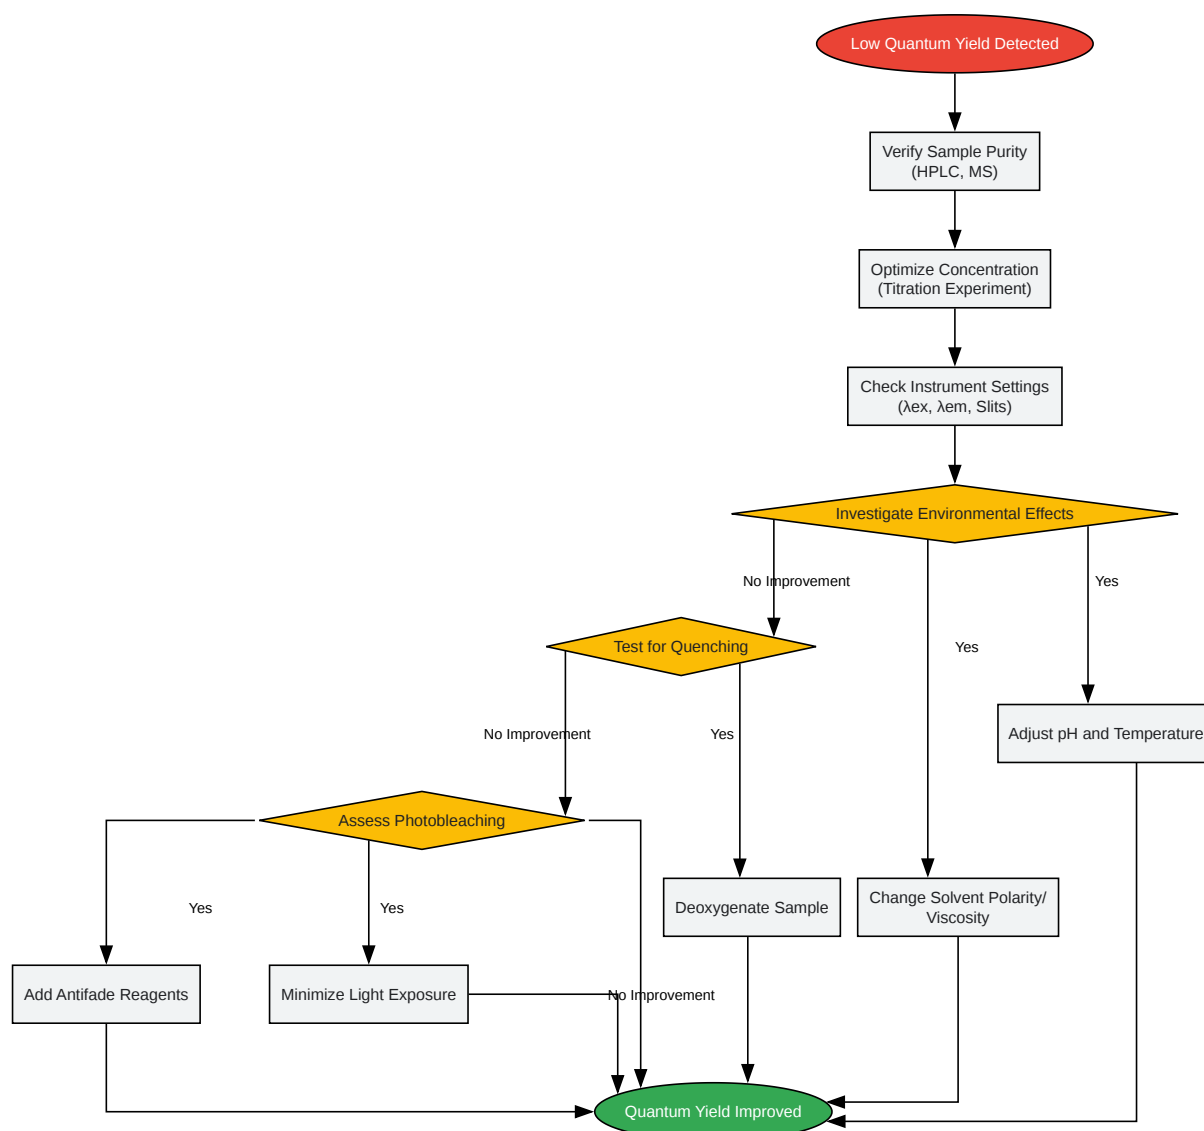 Low Quantum Yield Detected
Verify Sample Purity
(HPLC, MS)
Optimize Concentration
(Titration Experiment)
Check Instrument Settings
(λex, λem, Slits)
Investigate Environmental Effects
No Improvement
Yes
Test for Quenching
Yes
No Improvement
Yes
Adjust pH and Temperature
Assess Photobleaching
Yes
Yes
Deoxygenate Sample
Change Solvent Polarity/
Viscosity
Add Antifade Reagents
Minimize Light Exposure
No Improvement
Quantum Yield Improved